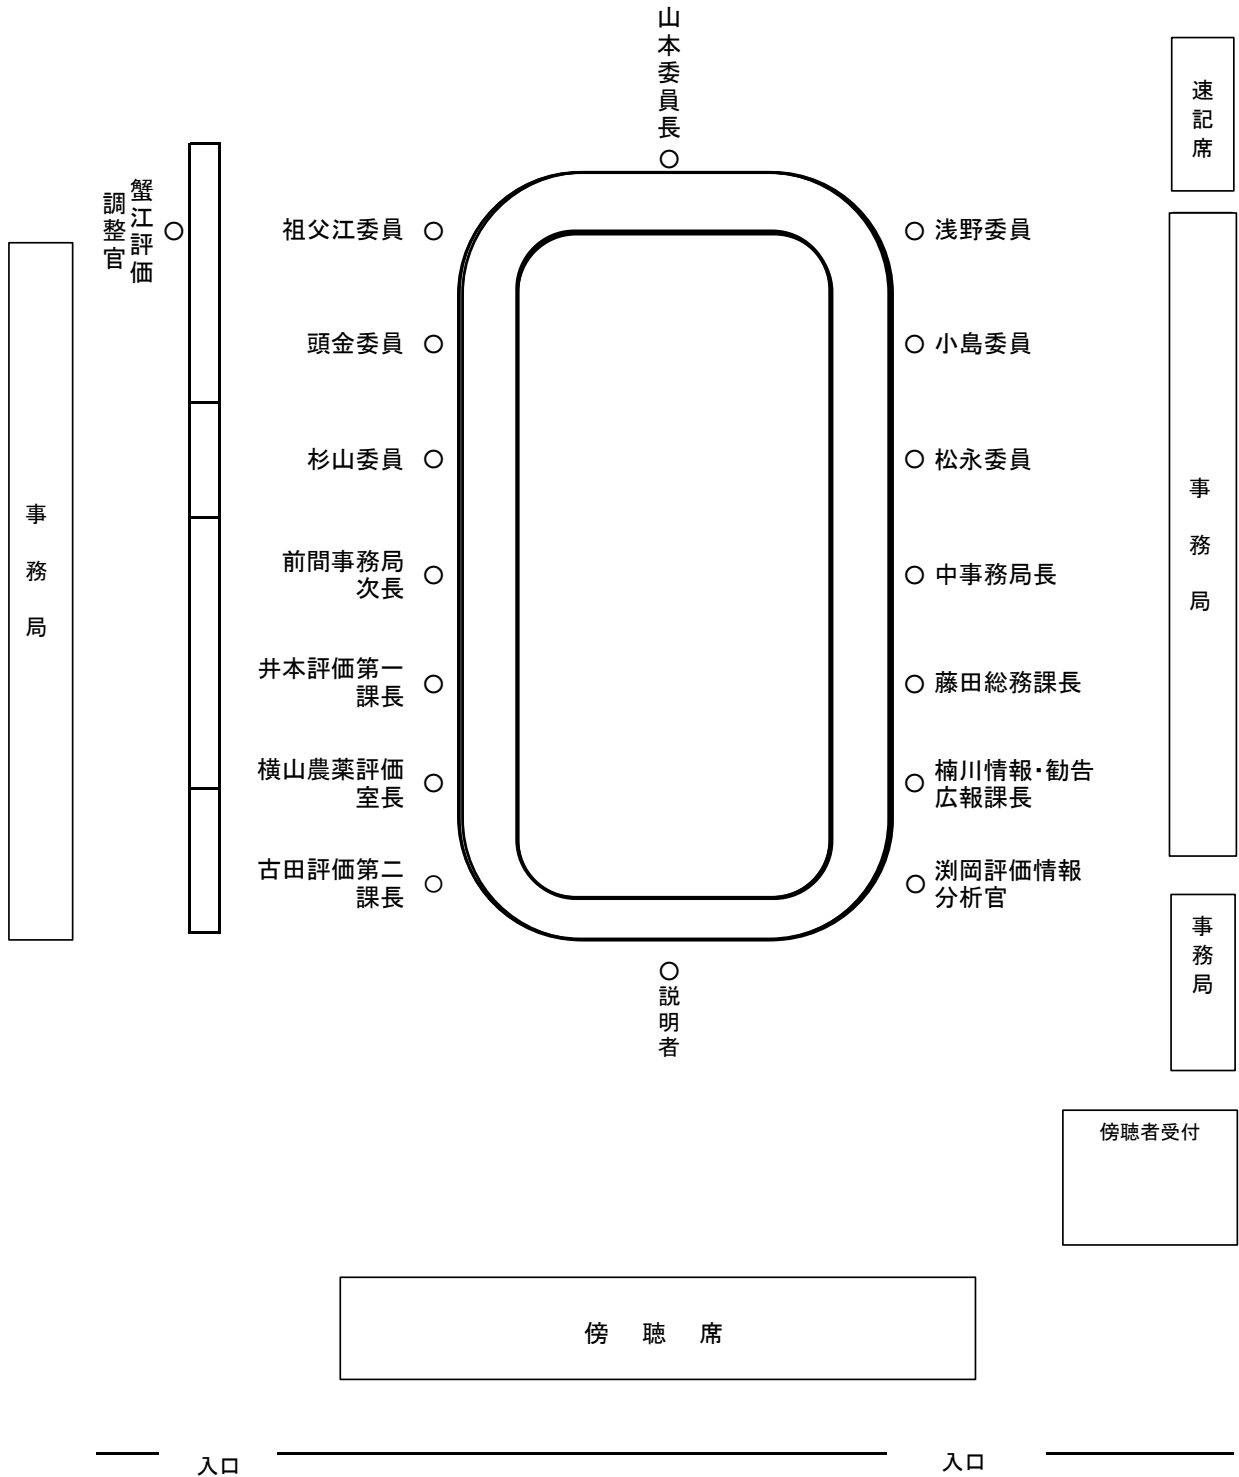 山本委員長
速記席
蟹江評価
調整官
祖父江委員
浅野委員
頭金委員
小島委員
杉山委員
松永委員
事務局
事務局
前間事務局
次長
中事務局長
井本評価第一
課長
藤田総務課長
横山農薬評価
室長
楠川情報・勧告
広報課長
古田評価第二
課長
渕岡評価情報
分析官
事務局
説明者
傍聴者受付
傍聴席
入口
入口